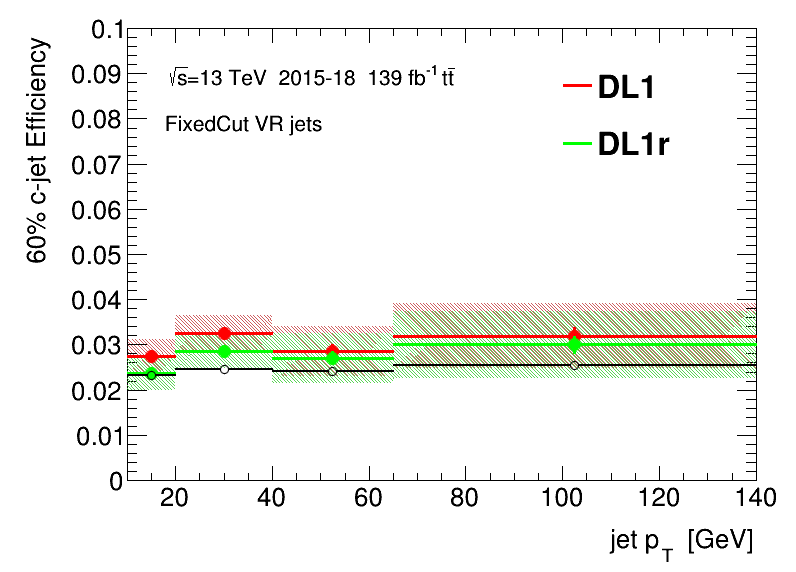 60% c-jet Efficiency
0.1
0.09
0.08
0.07
0.06
0.05
0.04
0.03
0.02
0.01
0
√s=13 TeV 2015-18 139 fb⁻¹ tt̄
FixedCut VR jets
DL1
DL1r
20 40 60 80 100 120 140
jet p_T [GeV]